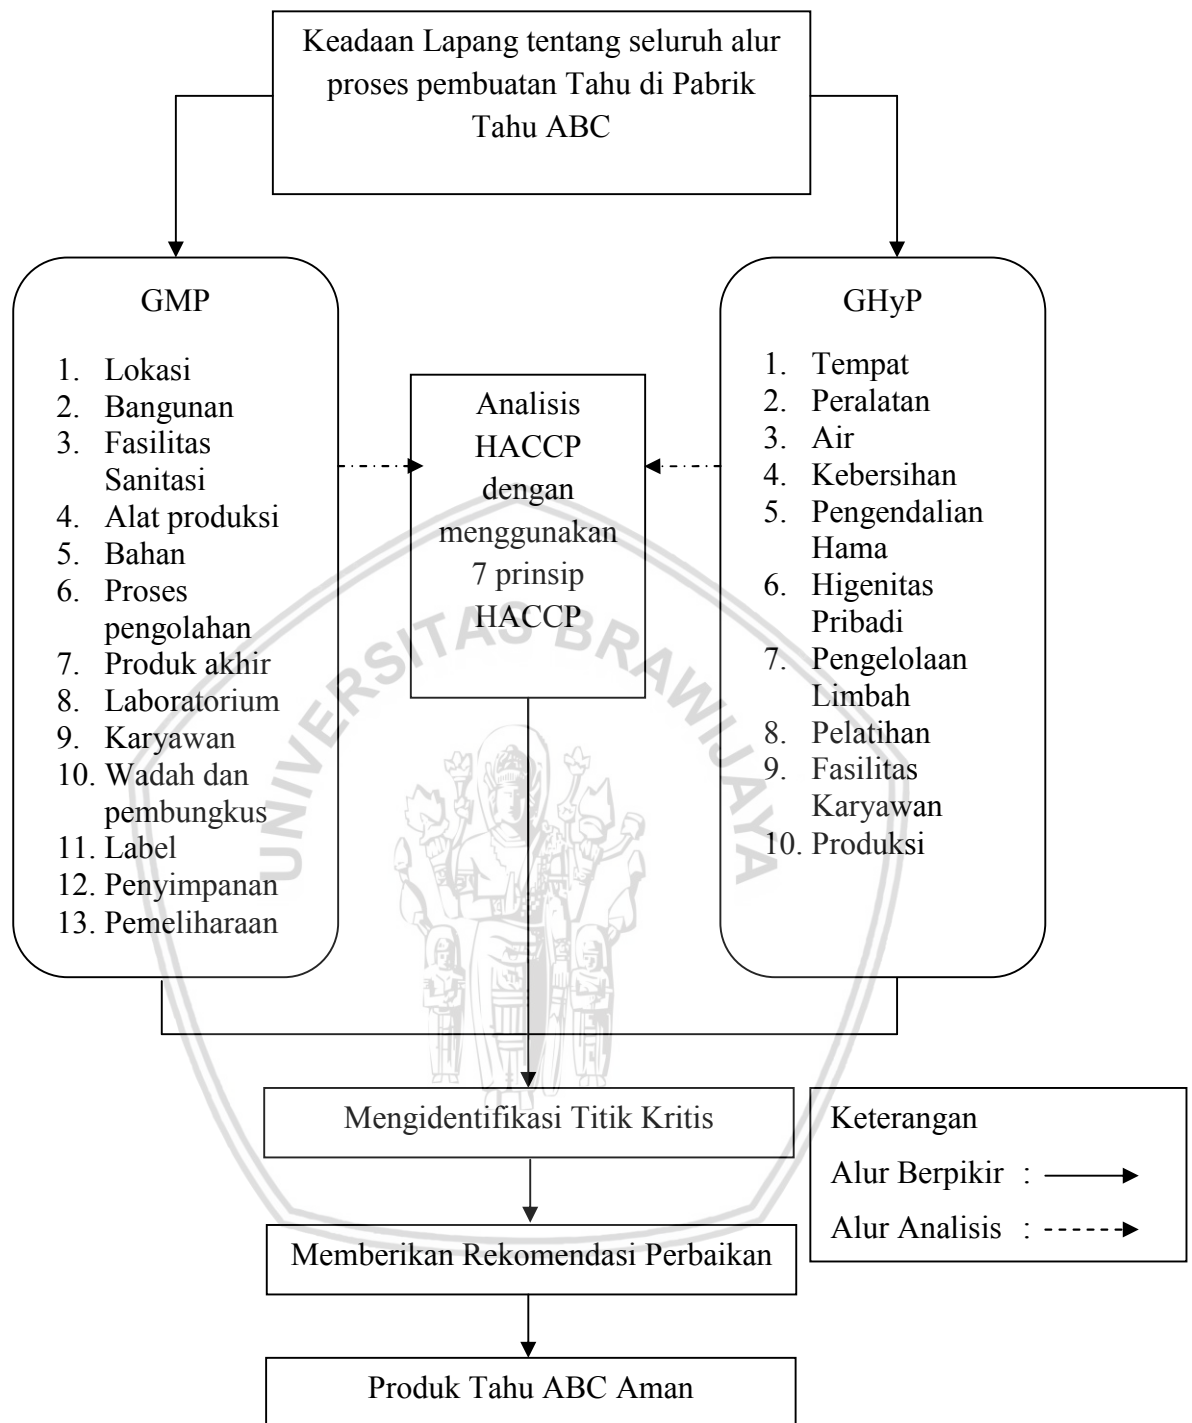 Keadaan Lapang tentang seluruh alur
proses pembuatan Tahu di Pabrik
Tahu ABC
GMP
1. Lokasi
2. Bangunan
3. Fasilitas
Sanitasi
4. Alat produksi
5. Bahan
6. Proses
pengolahan
7. Produk akhir
8. Laboratorium
9. Karyawan
10. Wadah dan
pembungkus
11. Label
12. Penyimpanan
13. Pemeliharaan
Analisis
HACCP
dengan
menggunakan
7 prinsip
HACCP
GHyP
1. Tempat
2. Peralatan
3. Air
4. Kebersihan
5. Pengendalian
Hama
6. Higenitas
Pribadi
7. Pengelolaan
Limbah
8. Pelatihan
9. Fasilitas
Karyawan
10. Produksi
UNIVERSITAS BRAWIJAYA
Mengidentifikasi Titik Kritis
Memberikan Rekomendasi Perbaikan
Produk Tahu ABC Aman
Keterangan
Alur Berpikir :
Alur Analisis :